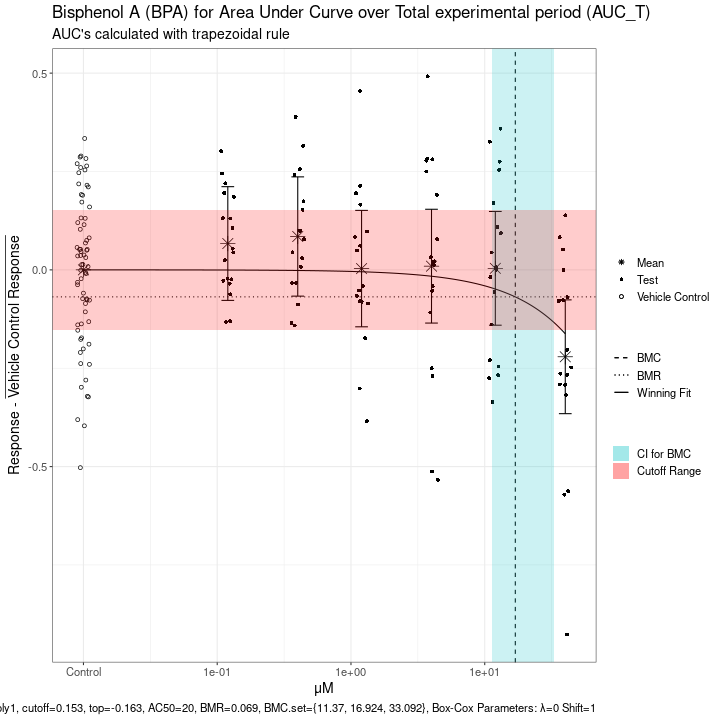 Bisphenol A (BPA) for Area Under Curve over Total experimental period (AUC_T)
AUC's calculated with trapezoidal rule
Response - Vehicle Control Response
0.5
0.0
-0.5
Control
1e-01
1e+00
1e+01
μM
Mean
Test
Vehicle Control
BMC
BMR
Winning Fit
CI for BMC
Cutoff Range
oly1, cutoff=0.153, top=-0.163, AC50=20, BMR=0.069, BMC.set={11.37, 16.924, 33.092}, Box-Cox Parameters: λ=0 Shift=1